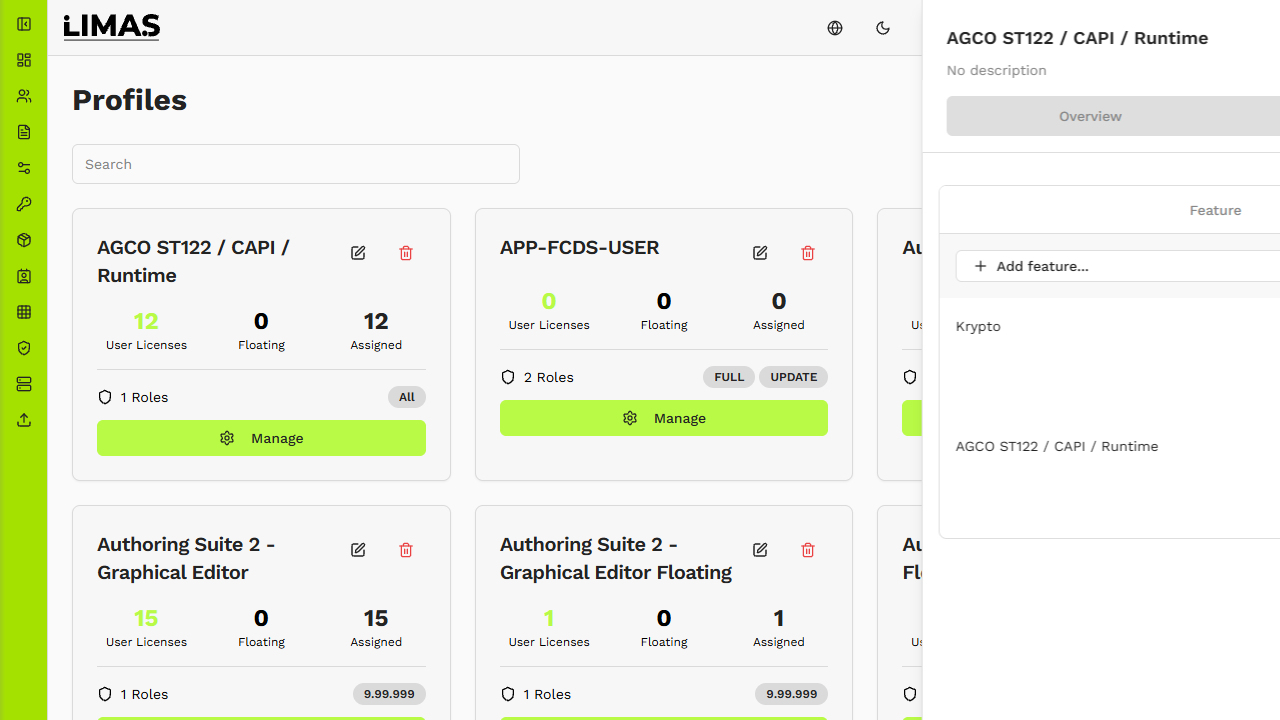 LIMAS
Profiles
Search
AGCO ST122 / CAPI /
Runtime
12
User Licenses
0
Floating
12
Assigned
1 Roles
All
Manage
APP-FCDS-USER
0
User Licenses
0
Floating
0
Assigned
2 Roles
FULL
UPDATE
Manage
Authoring Suite 2 -
Graphical Editor
15
User Licenses
0
Floating
15
Assigned
1 Roles
9.99.999
Authoring Suite 2 -
Graphical Editor Floating
1
User Licenses
0
Floating
1
Assigned
1 Roles
9.99.999
AGCO ST122 / CAPI / Runtime
No description
Overview
Feature
Add feature...
Krypto
AGCO ST122 / CAPI / Runtime